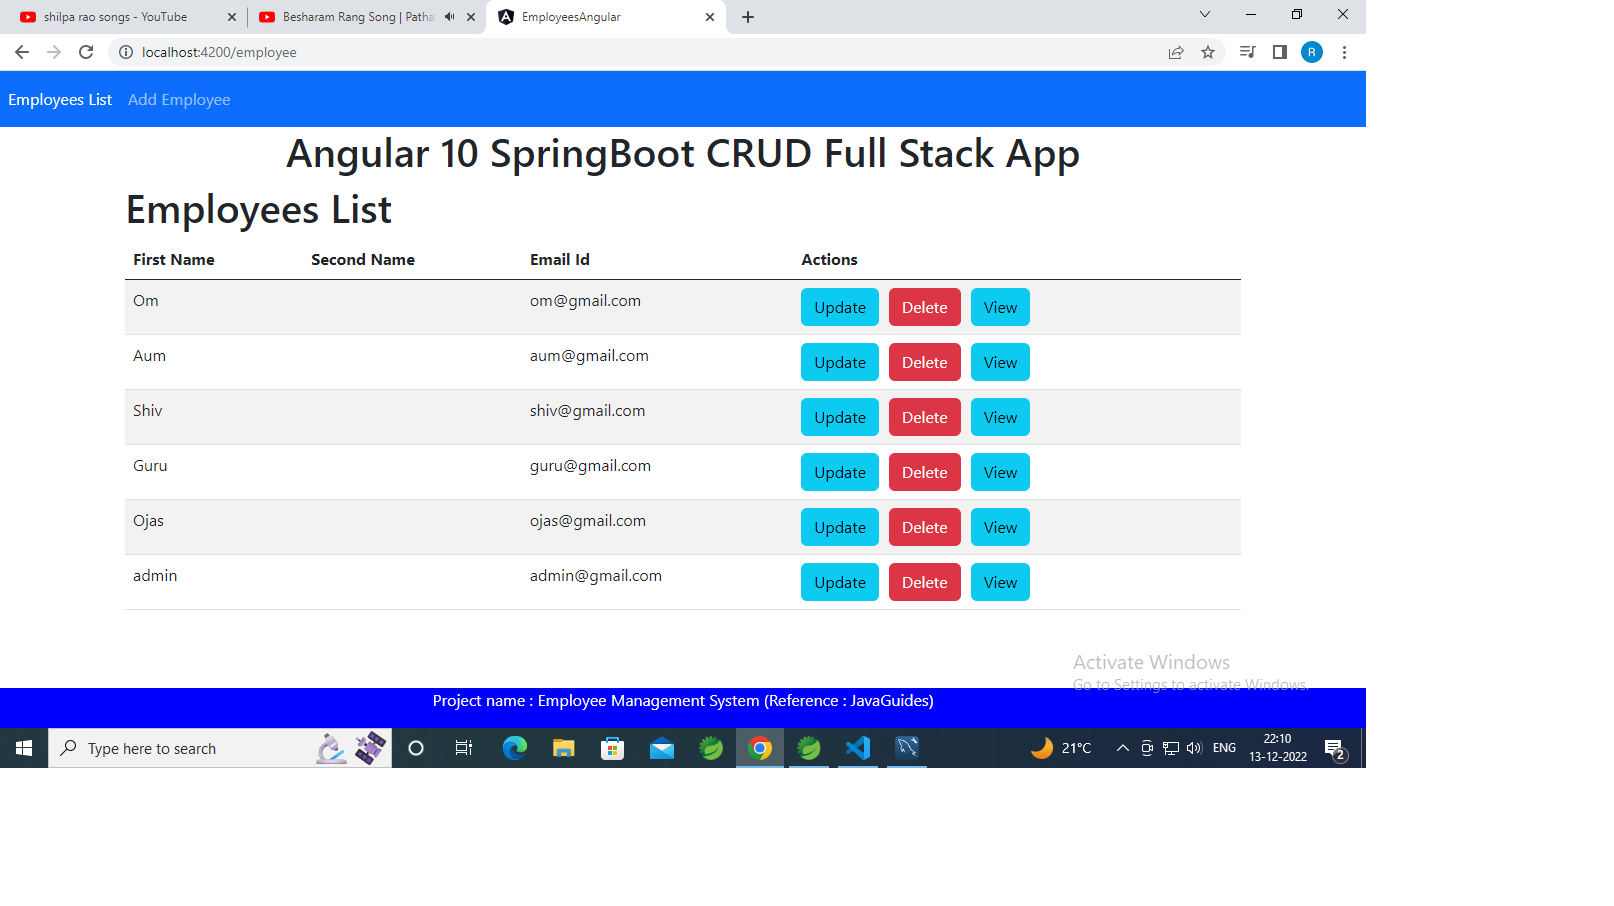 shilpa rao songs - YouTube
Besharam Rang Song | Patha
EmployeesAngular
localhost:4200/employee
R
Employees List Add Employee
Angular 10 SpringBoot CRUD Full Stack App
Employees List
First Name Second Name Email Id Actions
Om om@gmail.com Update Delete View
Aum aum@gmail.com Update Delete View
Shiv shiv@gmail.com Update Delete View
Guru guru@gmail.com Update Delete View
Ojas ojas@gmail.com Update Delete View
admin admin@gmail.com Update Delete View
Activate Windows
Go to Settings to activate Windows.
Project name : Employee Management System (Reference : JavaGuides)
Type here to search
21°C
ENG
22:10
13-12-2022
2